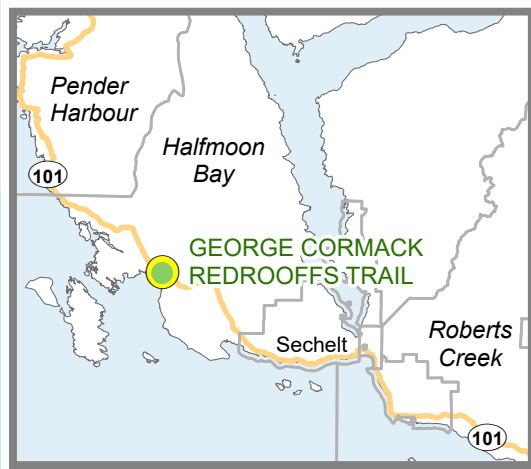 Pender
Harbour
Halfmoon
Bay
101
GEORGE CORMACK
REDROOFFS TRAIL
Sechelt
Roberts
Creek
101